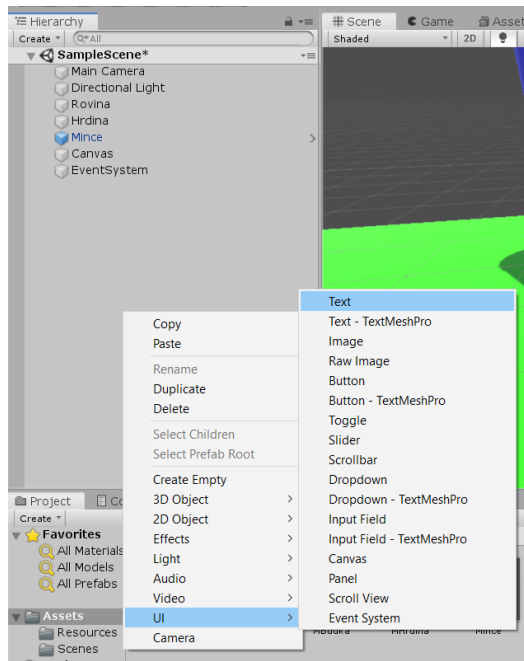 Hierarchy
Create
All
SampleScene*
Main Camera
Directional Light
Rovina
Hrdina
Mince
Canvas
EventSystem
Scene
Game
Asset
Shaded
2D
Copy
Paste
Rename
Duplicate
Delete
Select Children
Select Prefab Root
Create Empty
3D Object
2D Object
Effects
Light
Audio
Video
UI
Camera
Text
Text - TextMeshPro
Image
Raw Image
Button
Button - TextMeshPro
Toggle
Slider
Scrollbar
Dropdown
Dropdown - TextMeshPro
Input Field
Input Field - TextMeshPro
Canvas
Panel
Scroll View
Event System
Project
Co
Create
Favorites
All Materials
All Models
All Prefabs
Assets
Resources
Scenes
Mince